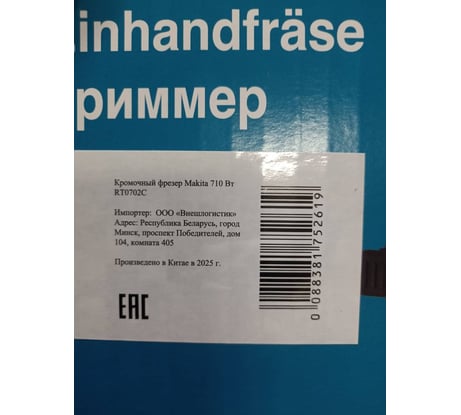 inhandfräse
риммер
Кромочный фрезер Makita 710 Вт
RT0702C
Импортер: ООО «Внешлогистик»
Адрес: Республика Беларусь, город
Минск, проспект Победителей, дом
104, комната 405
Произведено в Китае в 2025 г.
EAC
0 088381 752619